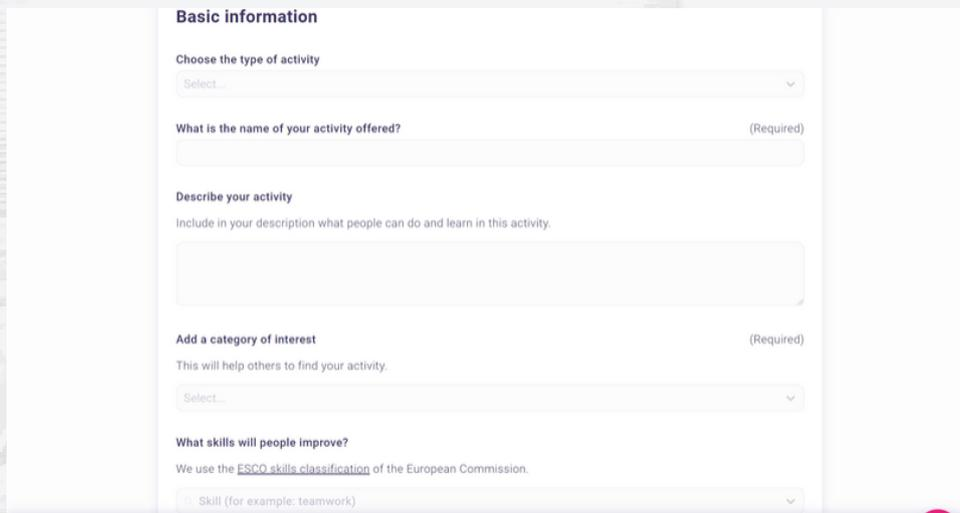 Basic information
Choose the type of activity
Select...
What is the name of your activity offered? (Required)
Describe your activity
Include in your description what people can do and learn in this activity.
Add a category of interest (Required)
This will help others to find your activity.
Select...
What skills will people improve?
We use the ESCO skills classification of the European Commission.
Skill (for example: teamwork)